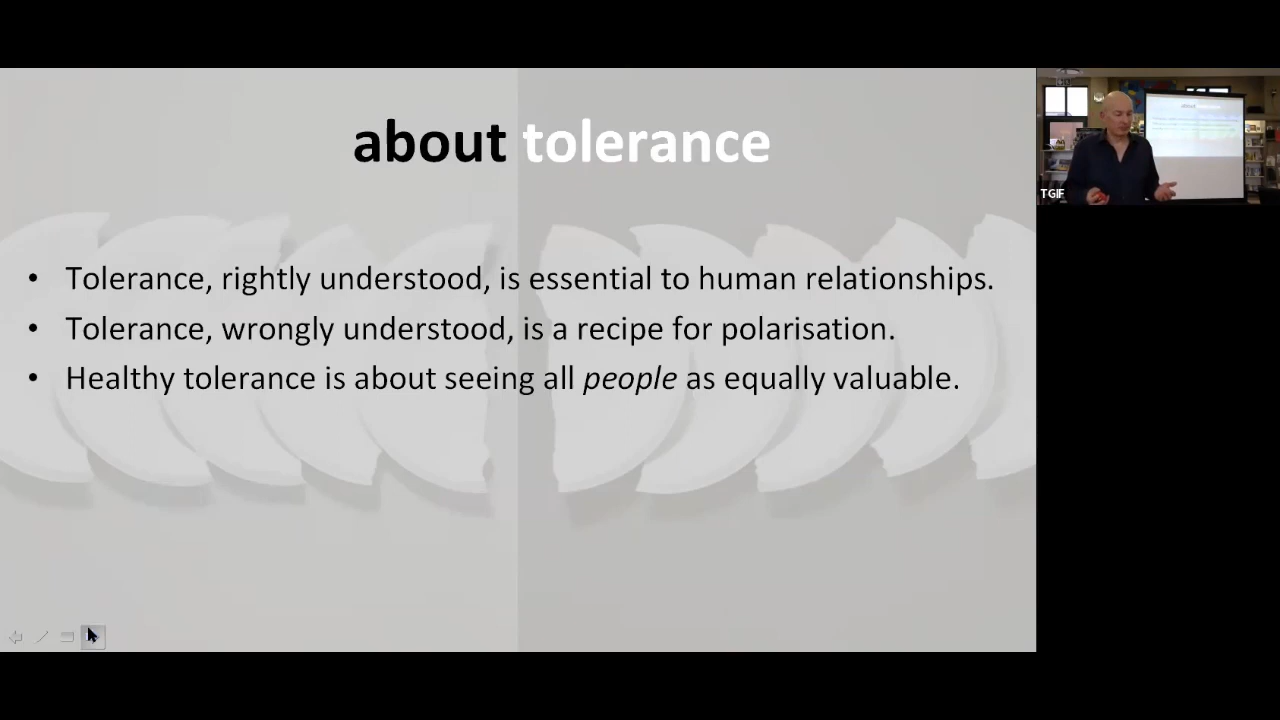 about tolerance
• Tolerance, rightly understood, is essential to human relationships.
• Tolerance, wrongly understood, is a recipe for polarisation.
• Healthy tolerance is about seeing all people as equally valuable.
TGIF